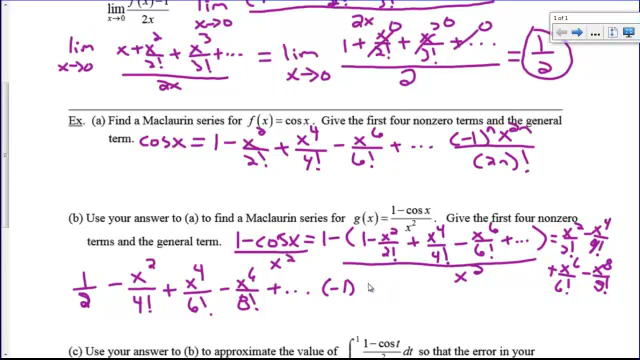 lim x→0 f(x)−1 / 2x lim x→0 / 2x
lim x→0 (x + x²/2! + x³/3! + ⋯) / 2x = lim x→0 (1 + x/2! + x²/3! + ⋯) / 2 = 1/2
Ex: (a) Find a Maclaurin series for f(x) = cos x. Give the first four nonzero terms and the general
term. cosx = 1 − x²/2! + x⁴/4! − x⁶/6! + ⋯ (−1)ⁿ x²ⁿ / (2n)!
(b) Use your answer to (a) to find a Maclaurin series for g(x) = (1 − cos x)/x². Give the first four nonzero
terms and the general term. (1 − cosx)/x² = (1 − (1 − x²/2! + x⁴/4! − x⁶/6! + ⋯))/x² = x²/2! − x⁴/4!
+ x⁶/6! − x⁸/8!
1/2 − x²/4! + x⁴/6! − x⁶/8! + ⋯ (−1)
(c) Use your answer to (b) to approximate the value of ∫¹ (1 − cos t) dt so that the error in your
1 of 1